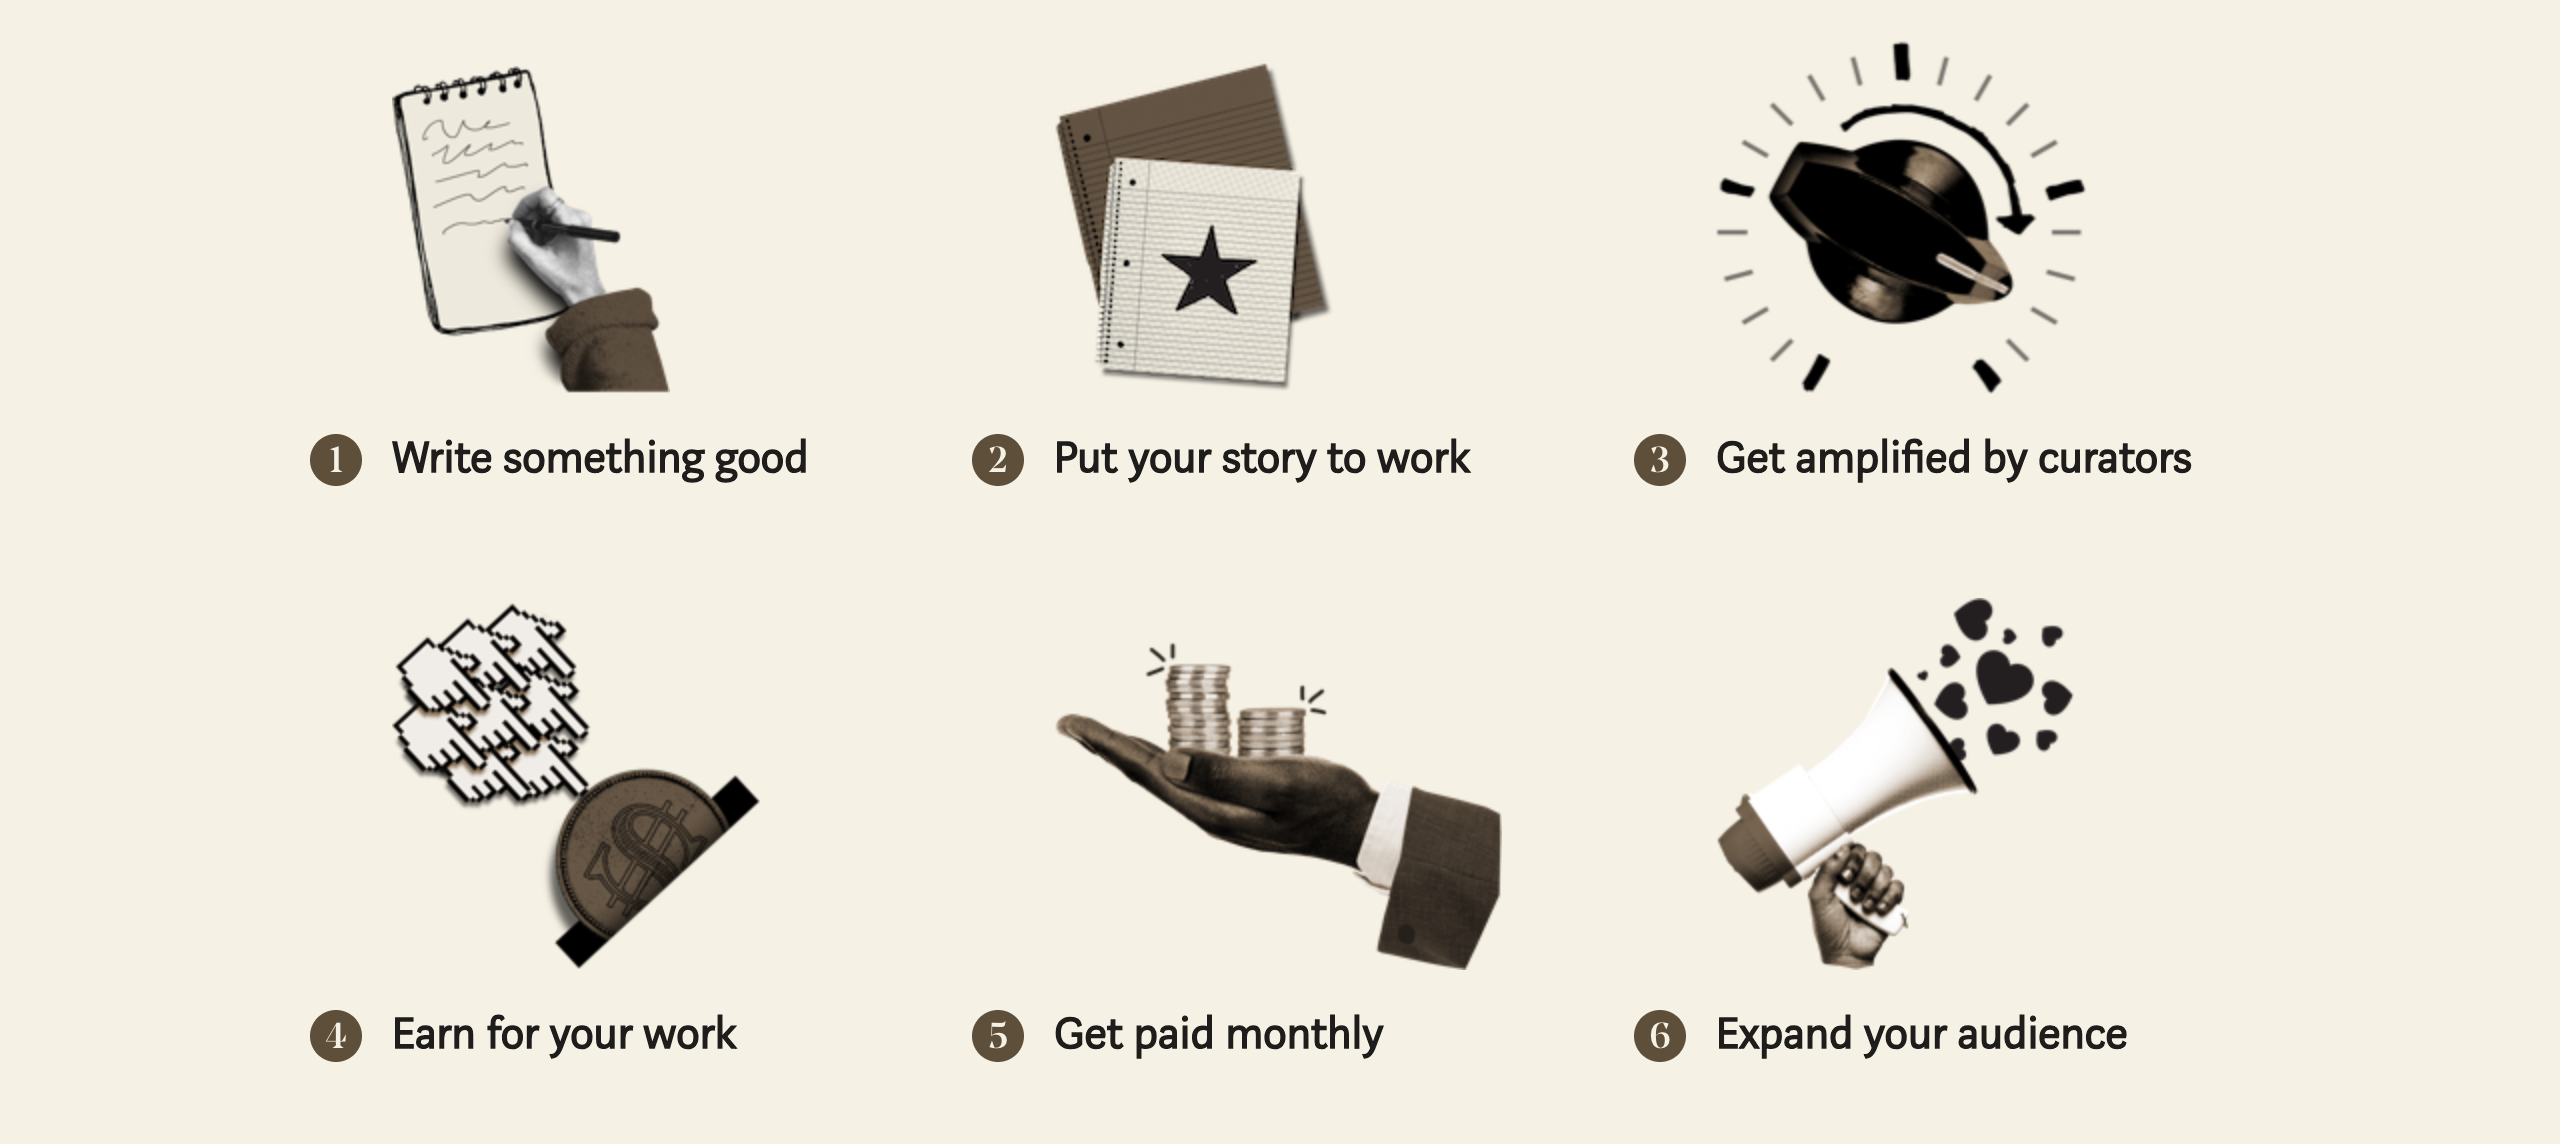 1 Write something good
2 Put your story to work
3 Get amplified by curators
4 Earn for your work
5 Get paid monthly
6 Expand your audience